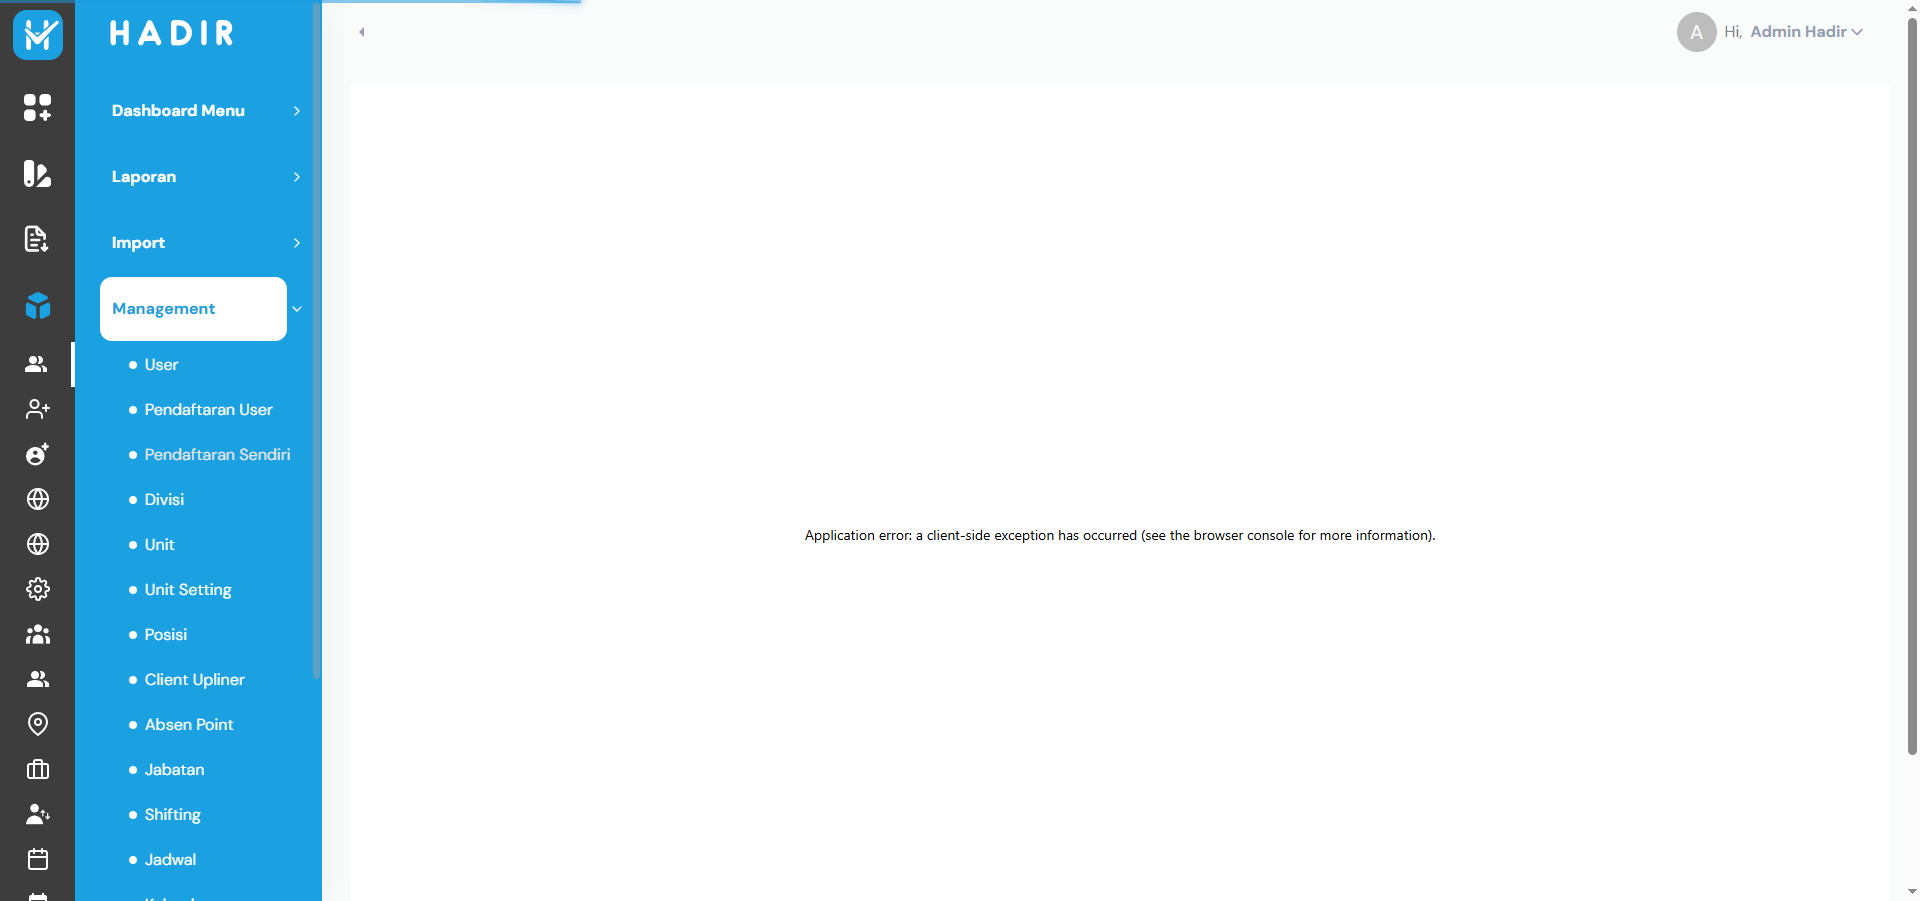 HADIR
A Hi, Admin Hadir
Dashboard Menu
Laporan
Import
Management
User
Pendaftaran User
Pendaftaran Sendiri
Divisi
Unit
Unit Setting
Posisi
Client Upliner
Absen Point
Jabatan
Shifting
Jadwal
Application error: a client-side exception has occurred (see the browser console for more information).